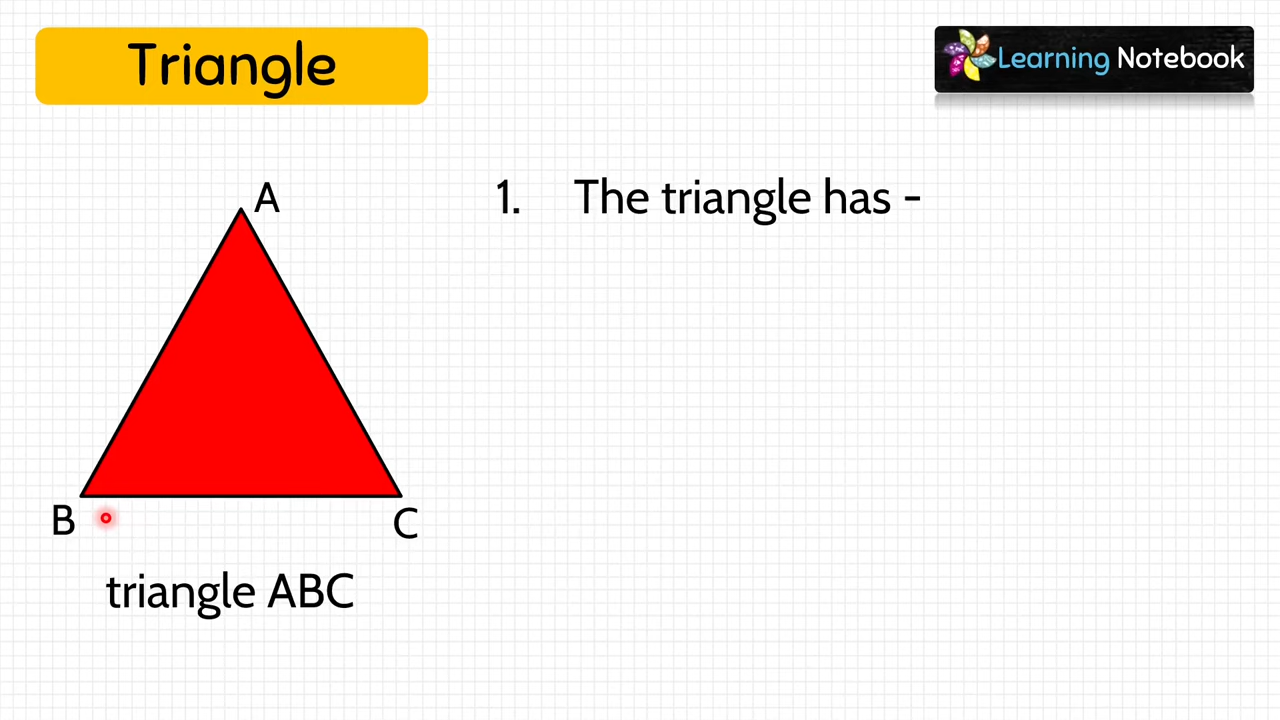 Triangle
Learning Notebook
A
1. The triangle has -
B
C
triangle ABC